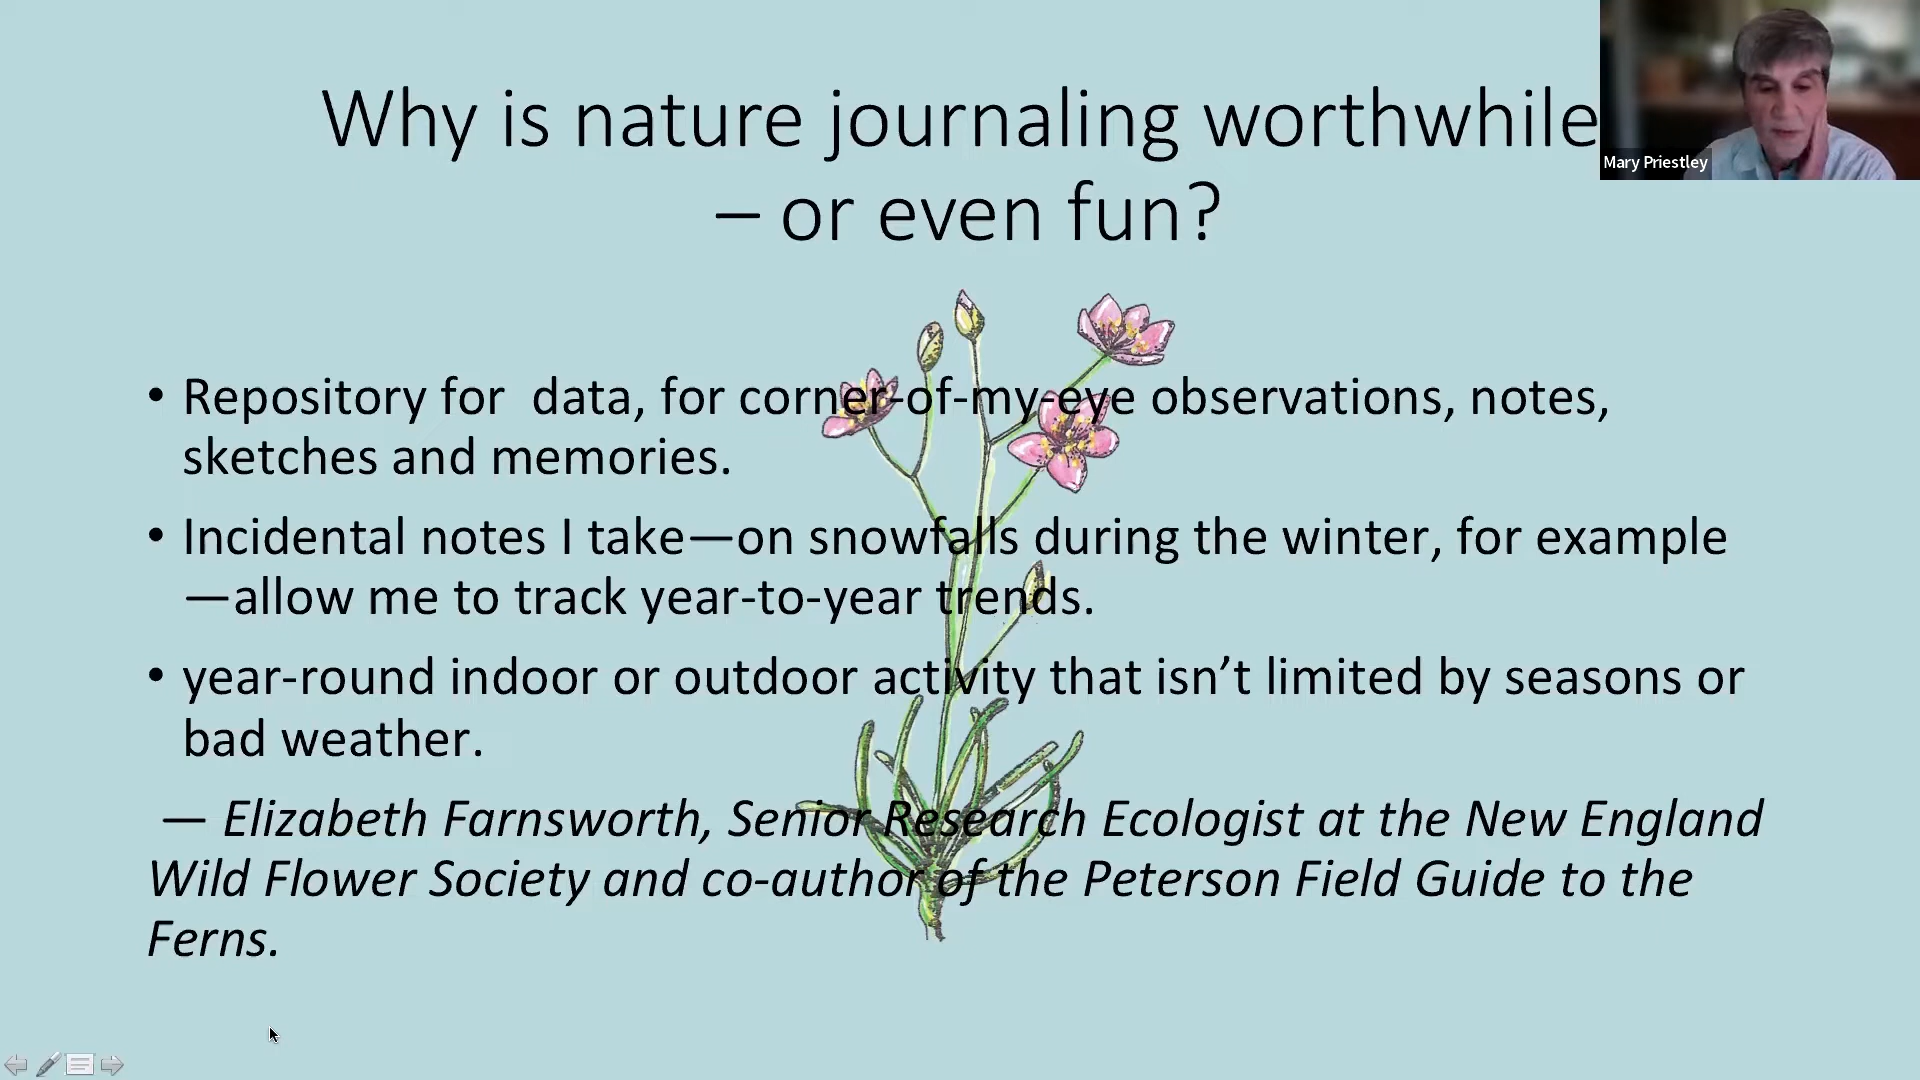 Why is nature journaling worthwhile
– or even fun?
Mary Priestley
• Repository for  data, for corner-of-my-eye observations, notes,
sketches and memories.
• Incidental notes I take—on snowfalls during the winter, for example
—allow me to track year-to-year trends.
• year-round indoor or outdoor activity that isn’t limited by seasons or
bad weather.
— Elizabeth Farnsworth, Senior Research Ecologist at the New England
Wild Flower Society and co-author of the Peterson Field Guide to the
Ferns.